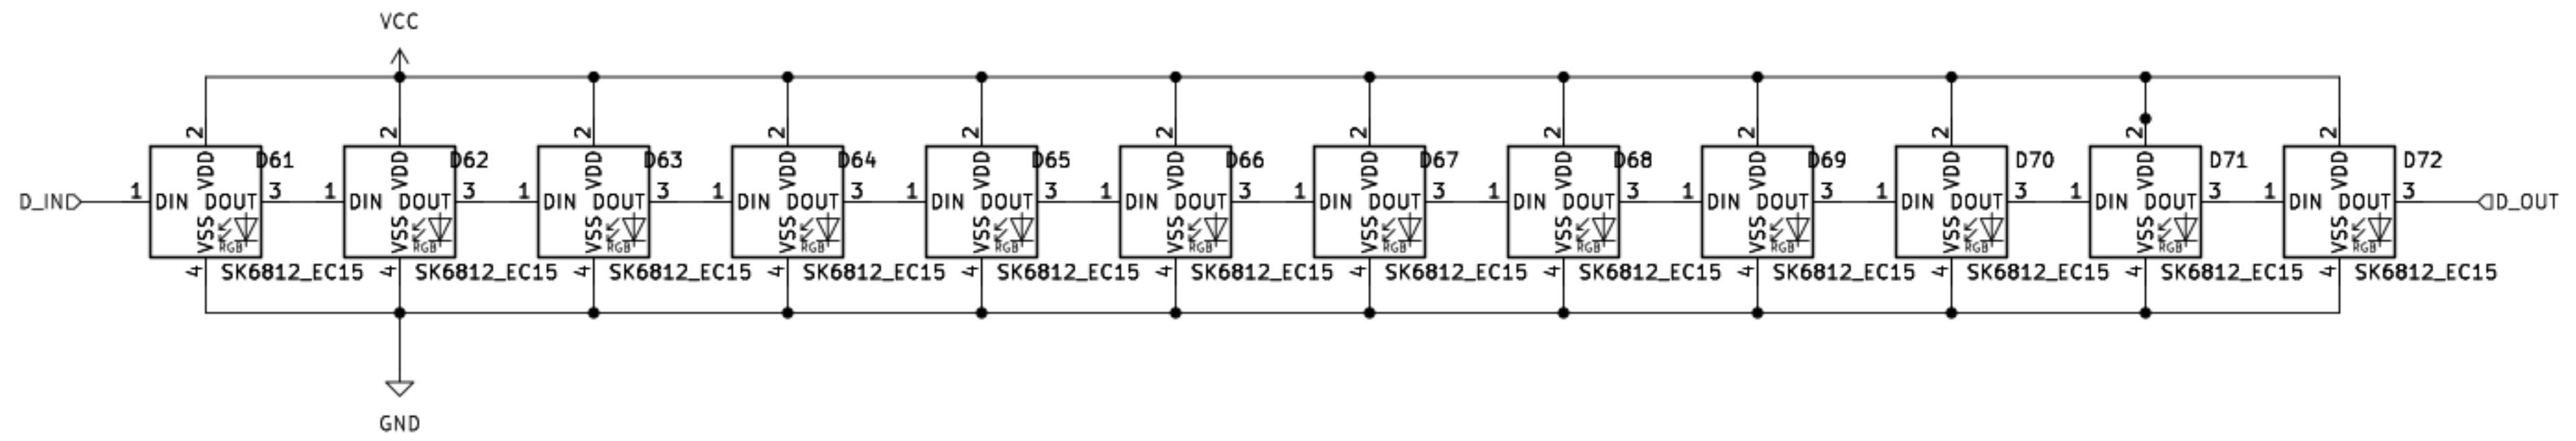 VCC
2 2 2 2 2 2 2 2 2 2 2 2
VDD D61 VDD D62 VDD D63 VDD D64 VDD D65 VDD D66 VDD D67 VDD D68 VDD D69 VDD D70 VDD D71 VDD D72
D_IN 1 DIN DOUT 3 1 DIN DOUT 3 1 DIN DOUT 3 1 DIN DOUT 3 1 DIN DOUT 3 1 DIN DOUT 3 1 DIN DOUT 3 1 DIN DOUT 3 1 DIN DOUT 3 1 DIN DOUT 3 1 DIN DOUT 3 1 DIN DOUT 3 D_OUT
VSS RGB VSS RGB VSS RGB VSS RGB VSS RGB VSS RGB VSS RGB VSS RGB VSS RGB VSS RGB VSS RGB VSS RGB
4 SK6812_EC15 4 SK6812_EC15 4 SK6812_EC15 4 SK6812_EC15 4 SK6812_EC15 4 SK6812_EC15 4 SK6812_EC15 4 SK6812_EC15 4 SK6812_EC15 4 SK6812_EC15 4 SK6812_EC15 4 SK6812_EC15
GND